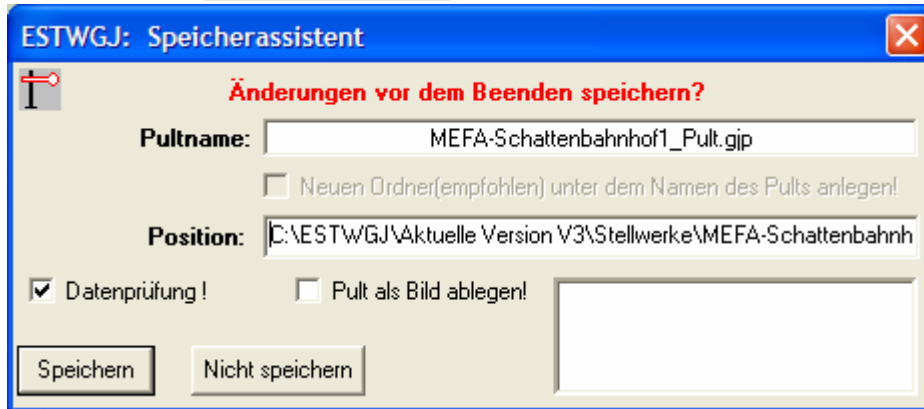 ESTWGJ: Speicherassistent
Änderungen vor dem Beenden speichern?
Pultname: MEFA-Schattenbahnhof1_Pult.gjp
Neuen Ordner(empfohlen) unter dem Namen des Pults anlegen!
Position: C:\ESTWGJ\Aktuelle Version V3\Stellwerke\MEFA-Schattenbahnh
Datenprüfung ! Pult als Bild ablegen!
Speichern Nicht speichern